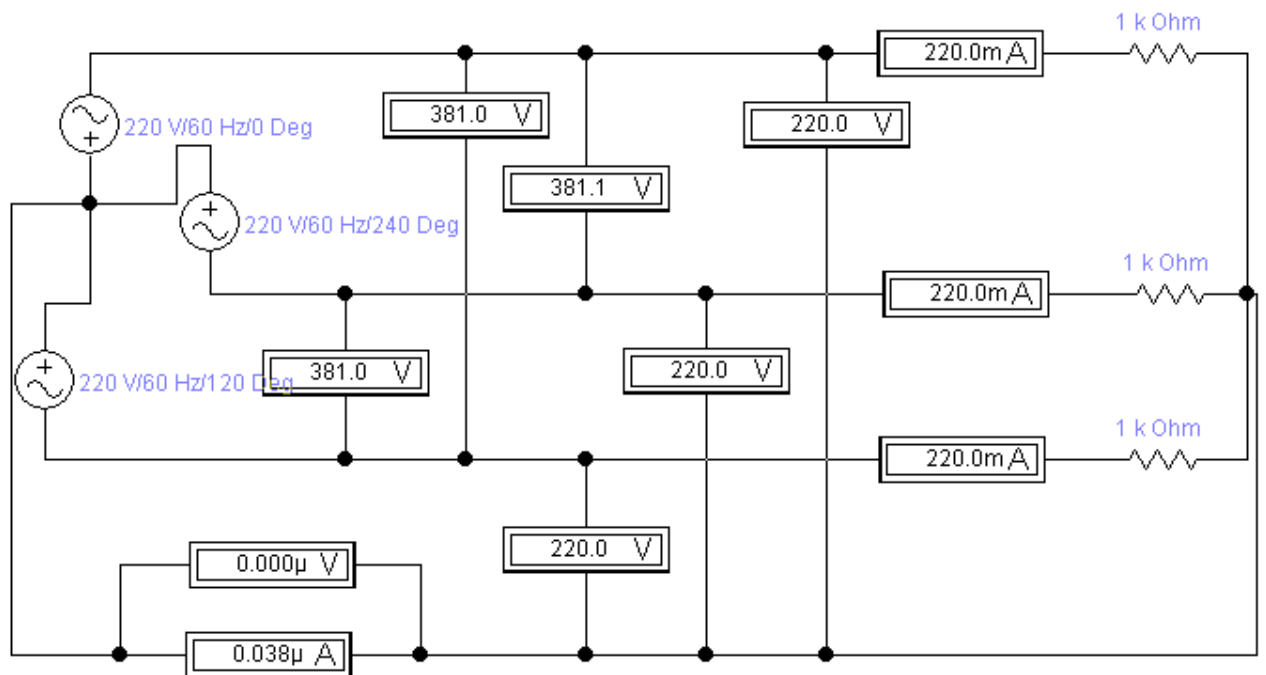 1 k Ohm
220.0m A
381.0 V
220.0 V
220 V/60 Hz/0 Deg
381.1 V
220 V/60 Hz/240 Deg
1 k Ohm
220.0m A
381.0 V
220.0 V
220 V/60 Hz/120 Deg
1 k Ohm
220.0m A
220.0 V
0.000µ V
0.038µ A